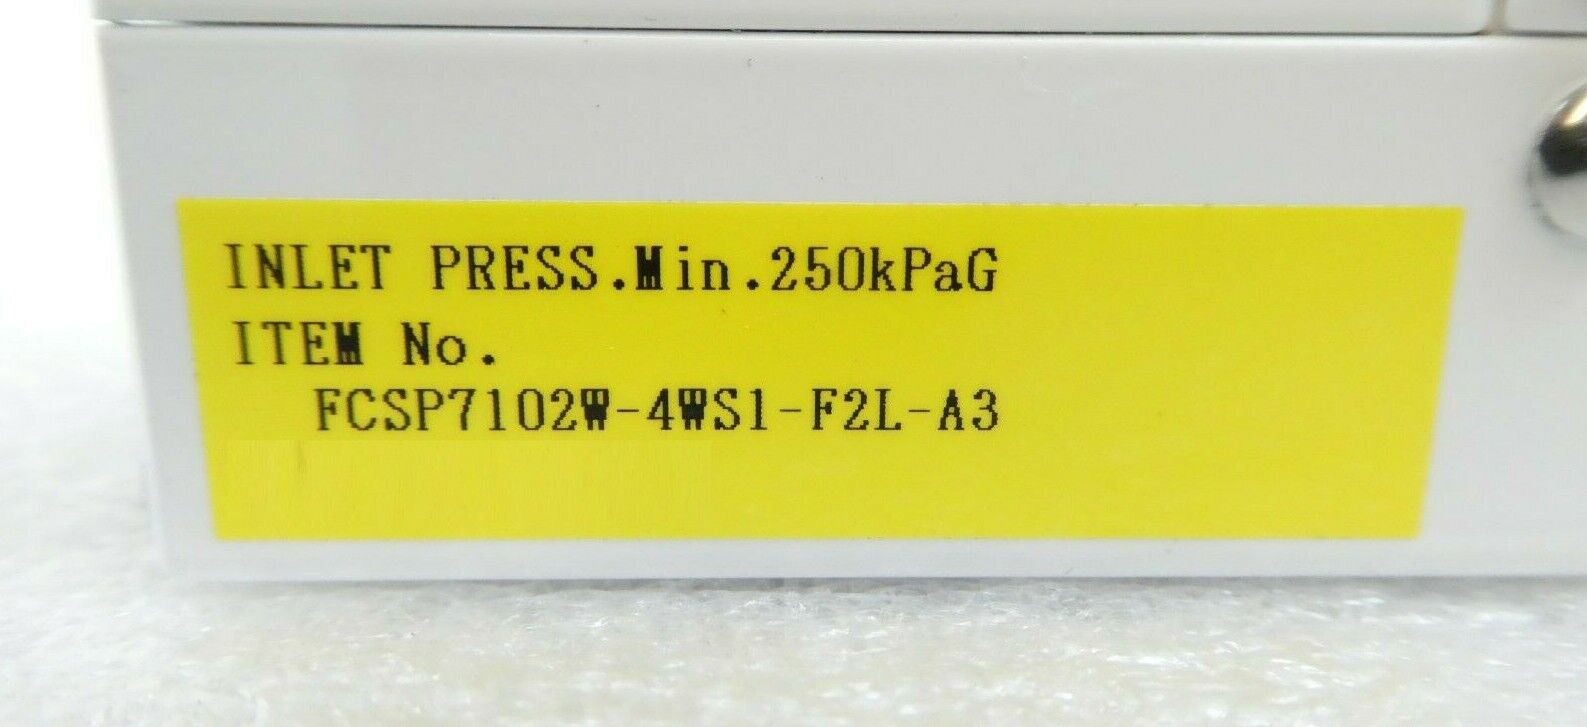 INLET PRESS.Min.250kPaG
ITEM No.
FCSP7102W-4WS1-F2L-A3